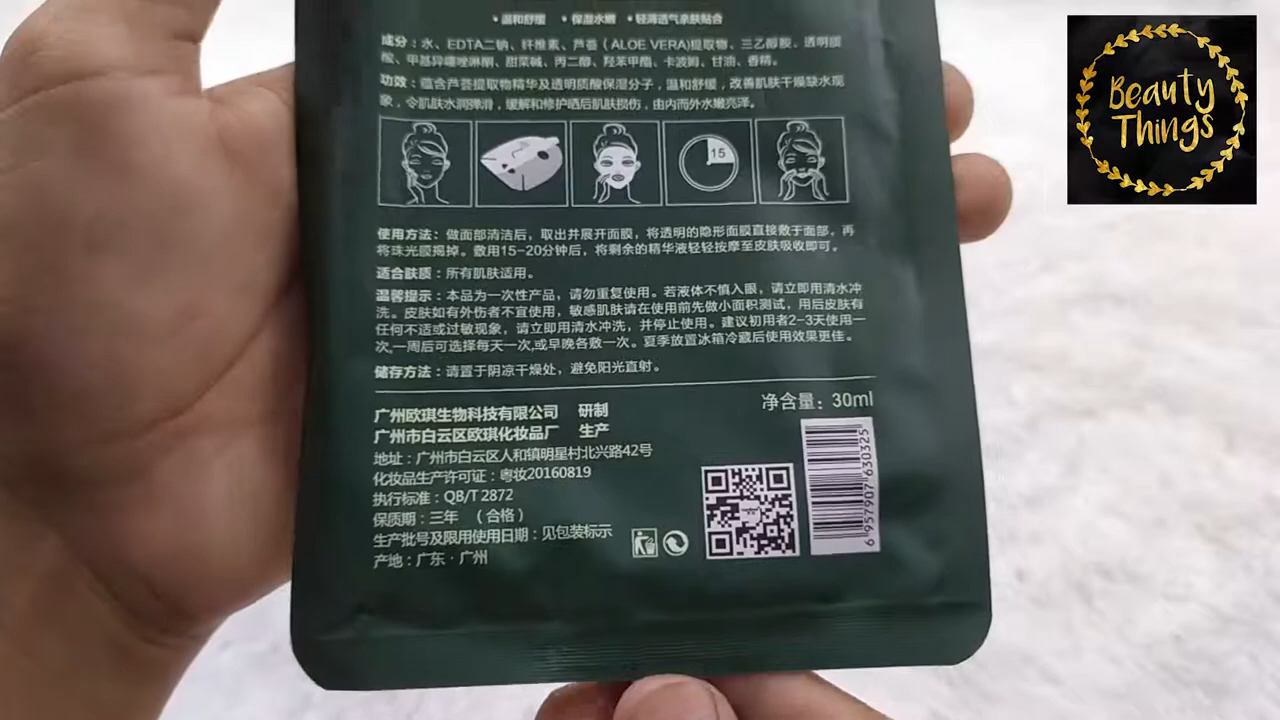 •温和舒缓 •保湿水嫩 •轻薄透气亲肤贴合
成分：水、EDTA二钠、纤维素、芦荟（ALOE VERA)提取物、三乙醇胺、透明质
酸、甲基异噻唑啉酮、甜菜碱、丙二醇、羟苯甲酯、卡波姆、甘油、香精。
功效：蕴含芦荟提取物精华及透明质酸保湿分子，温和舒缓，改善肌肤干燥缺水现
象，令肌肤水润弹滑，缓解和修护晒后肌肤损伤，由内而外水嫩亮泽。
15
使用方法：做面部清洁后，取出并展开面膜，将透明的隐形面膜直接敷于面部，再
将珠光膜揭掉。敷用15-20分钟后，将剩余的精华液轻轻按摩至皮肤吸收即可。
适合肤质：所有肌肤适用。
温馨提示：本品为一次性产品，请勿重复使用。若液体不慎入眼，请立即用清水冲
洗。皮肤如有外伤者不宜使用，敏感肌肤请在使用前先做小面积测试，用后皮肤有
任何不适或过敏现象，请立即用清水冲洗，并停止使用。建议初用者2-3天使用一
次,一周后可选择每天一次,或早晚各敷一次。夏季放置冰箱冷藏后使用效果更佳。
储存方法：请置于阴凉干燥处，避免阳光直射。
净含量：30ml
广州欧琪生物科技有限公司 研制
广州市白云区欧琪化妆品厂 生产
地址：广州市白云区人和镇明星村北兴路42号
化妆品生产许可证：粤妆20160819
执行标准：QB/T 2872
保质期：三年 （合格）
生产批号及限用使用日期：见包装标示
产地：广东·广州
6 957907 630325
Beauty
Things